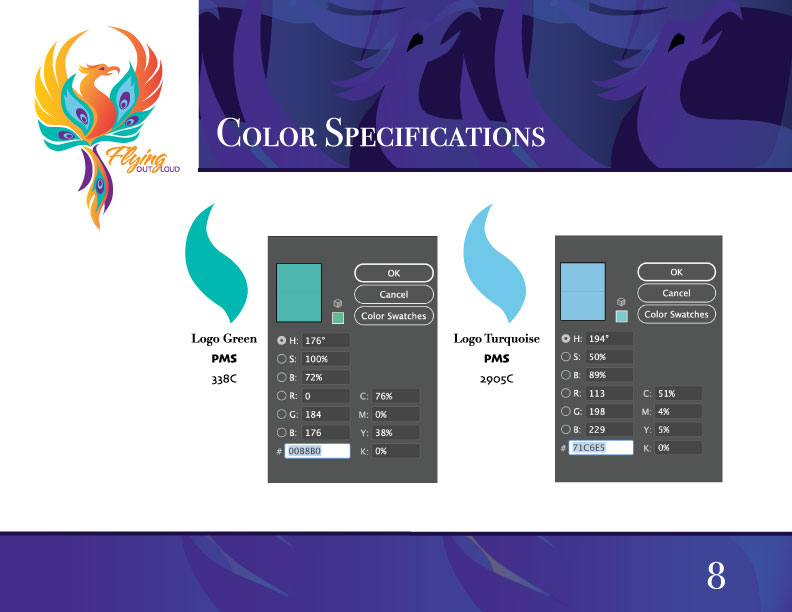 Flying
OUT LOUD
COLOR SPECIFICATIONS
Logo Green
PMS
338C
OK
Cancel
Color Swatches
H: 176°
S: 100%
B: 72%
R: 0 C: 76%
G: 184 M: 0%
B: 176 Y: 38%
# 00B8B0 K: 0%
Logo Turquoise
PMS
2905C
OK
Cancel
Color Swatches
H: 194°
S: 50%
B: 89%
R: 113 C: 51%
G: 198 M: 4%
B: 229 Y: 5%
# 71C6E5 K: 0%
8